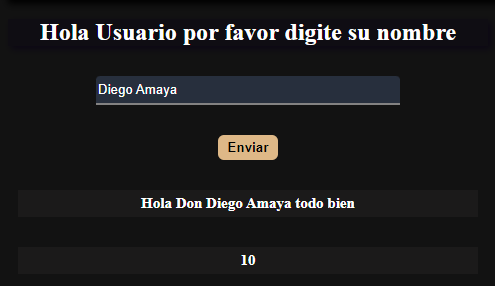 Hola Usuario por favor digite su nombre
Diego Amaya
Enviar
Hola Don Diego Amaya todo bien
10